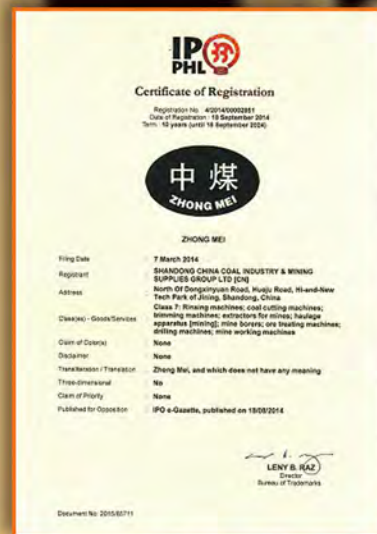 IP
PHL
Certificate of Registration
Registration No. : 4/2014/00002851
Date of Registration : 18 September 2014
Term : 10 years (until 18 September 2024)
中煤
ZHONG MEI
ZHONG MEI
Filing Date 7 March 2014
Registrant SHANDONG CHINA COAL INDUSTRY & MINING
SUPPLIES GROUP LTD [CN]
Address North Of Dongxinyuan Road, Huoju Road, Hi-and-New
Tech Park of Jining, Shandong, China
Class(es) - Goods/Services Class 7: Rinsing machines; coal cutting machines;
trimming machines; extractors for mines; haulage
apparatus [mining]; mine borers; ore treating machines;
drilling machines; mine working machines
Claim of Color(s) None
Disclaimer None
Transliteration / Translation Zhong Mei, and which does not have any meaning
Three-dimensional No
Claim of Priority None
Published for Opposition IPO e-Gazette, published on 18/08/2014
LENY B. RAZ
Director
Bureau of Trademarks
Document No: 2015/65711